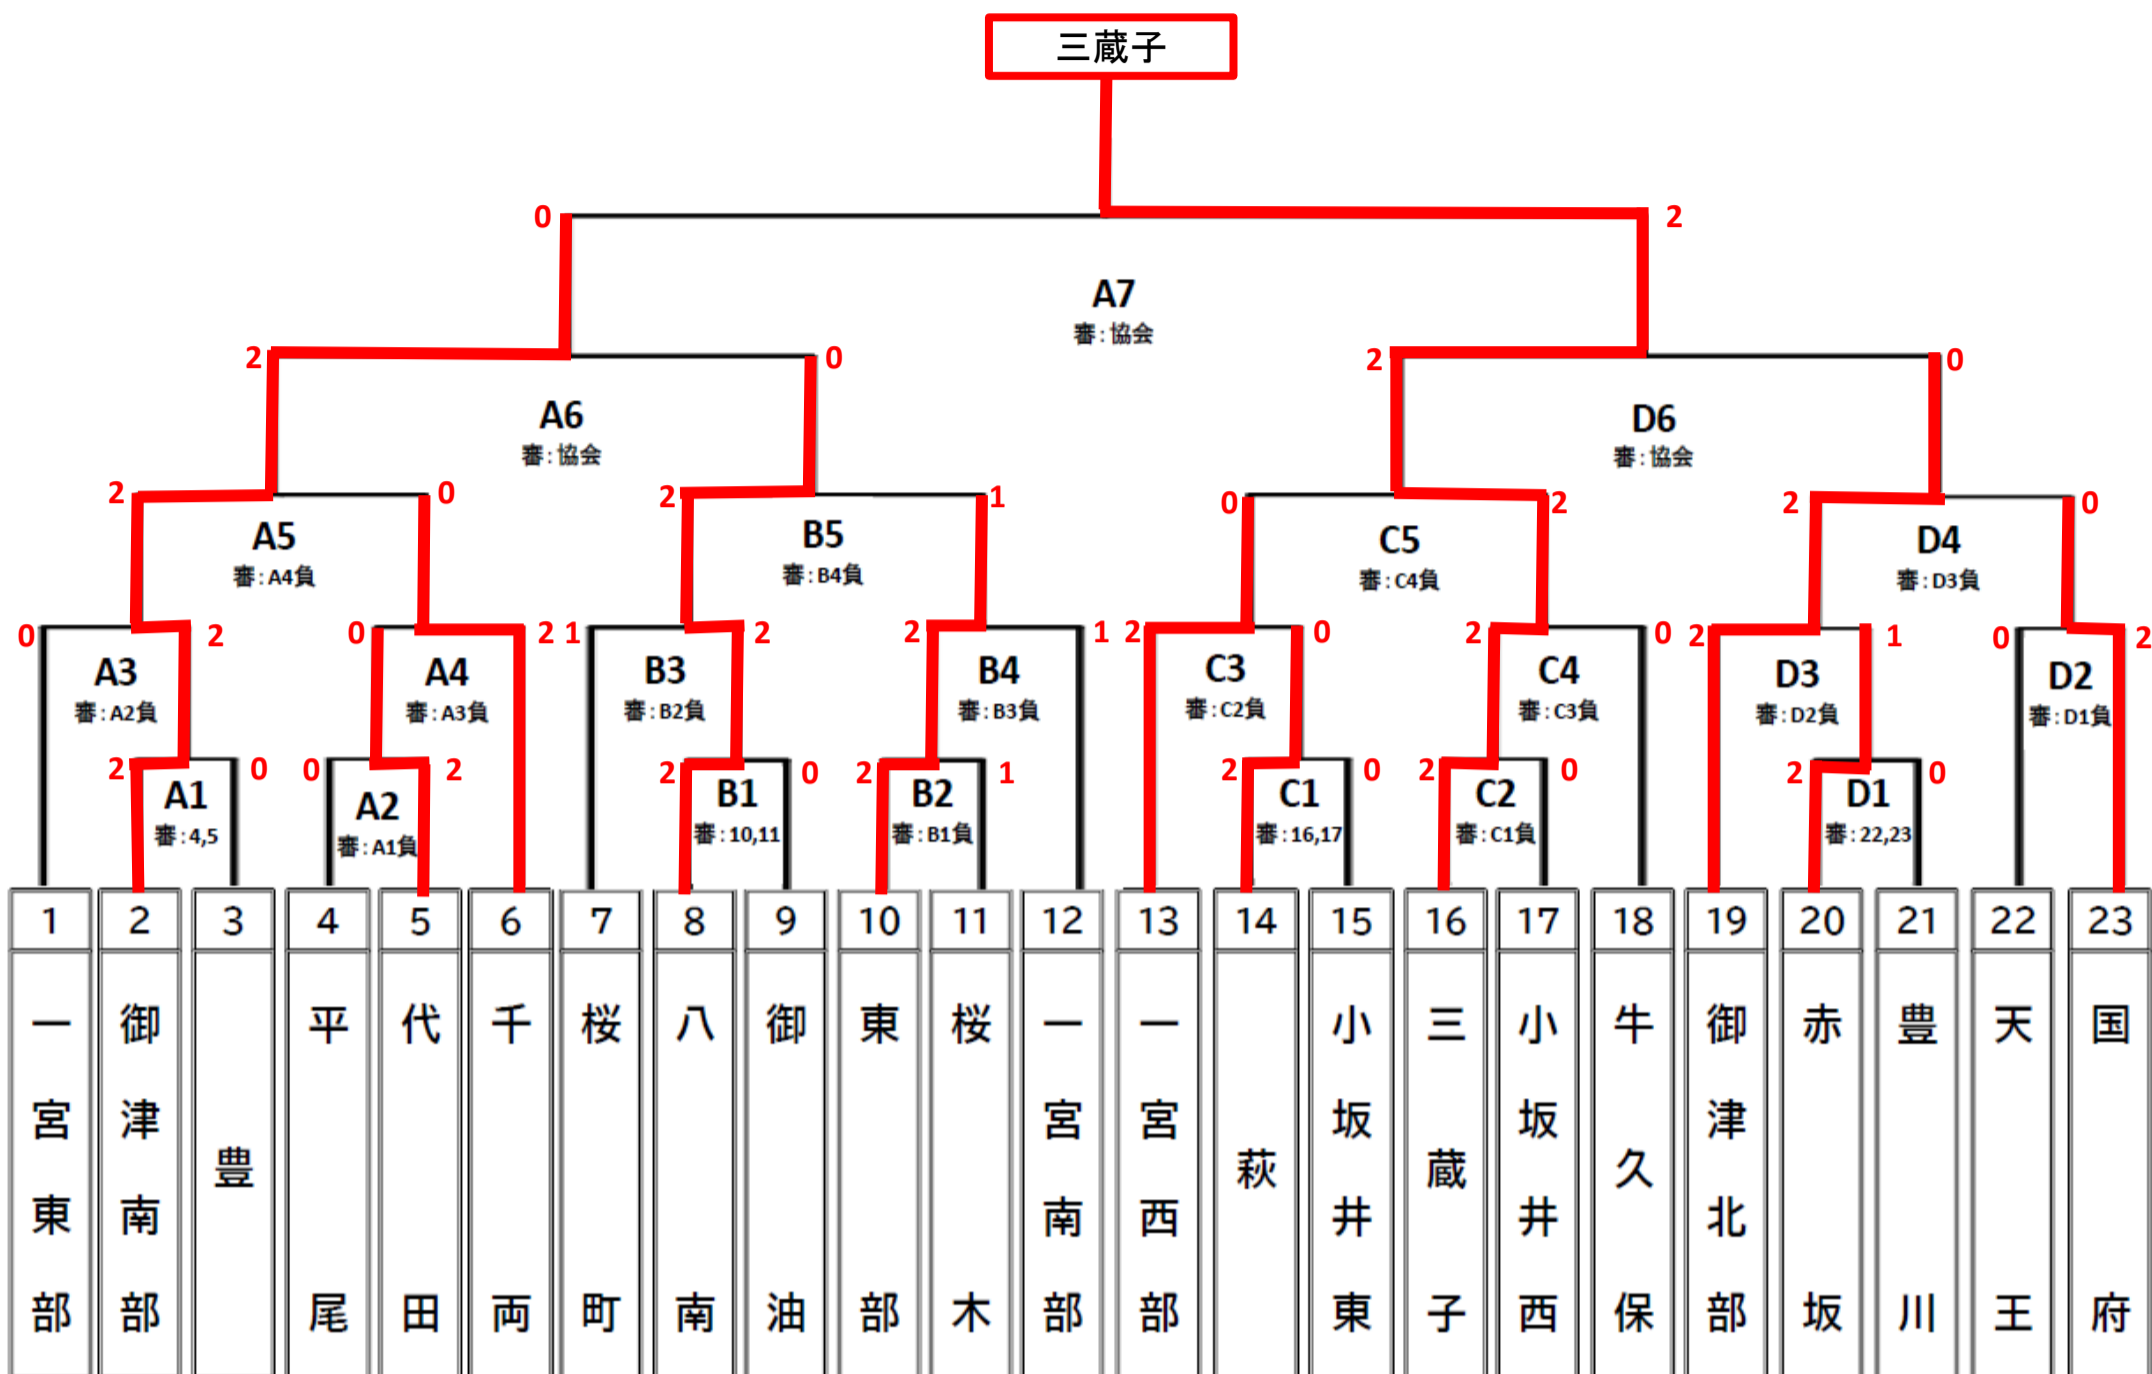 三蔵子
0 2
A7
審:協会
2 0 2 0
A6 D6
審:協会 審:協会
2 0 2 1 0 2 2 0
A5 B5 C5 D4
審:A4負 審:B4負 審:C4負 審:D3負
0 2 0 2 1 2 2 1 2 0 2 0 2 1 0 2
A3 A4 B3 B4 C3 C4 D3 D2
審:A2負 審:A3負 審:B2負 審:B3負 審:C2負 審:C3負 審:D2負 審:D1負
2 0 0 2 2 0 2 1 2 0 2 0 2 0
A1 A2 B1 B2 C1 C2 D1
審:4,5 審:A1負 審:10,11 審:B1負 審:16,17 審:C1負 審:22,23
1 2 3 4 5 6 7 8 9 10 11 12 13 14 15 16 17 18 19 20 21 22 23
一宮東部
御津南部
豊
平尾
代田
千両
桜町
八南
御油
東部
桜木
一宮南部
一宮西部
萩
小坂井東
三蔵子
小坂井西
牛久保
御津北部
赤坂
豊川
天王
国府